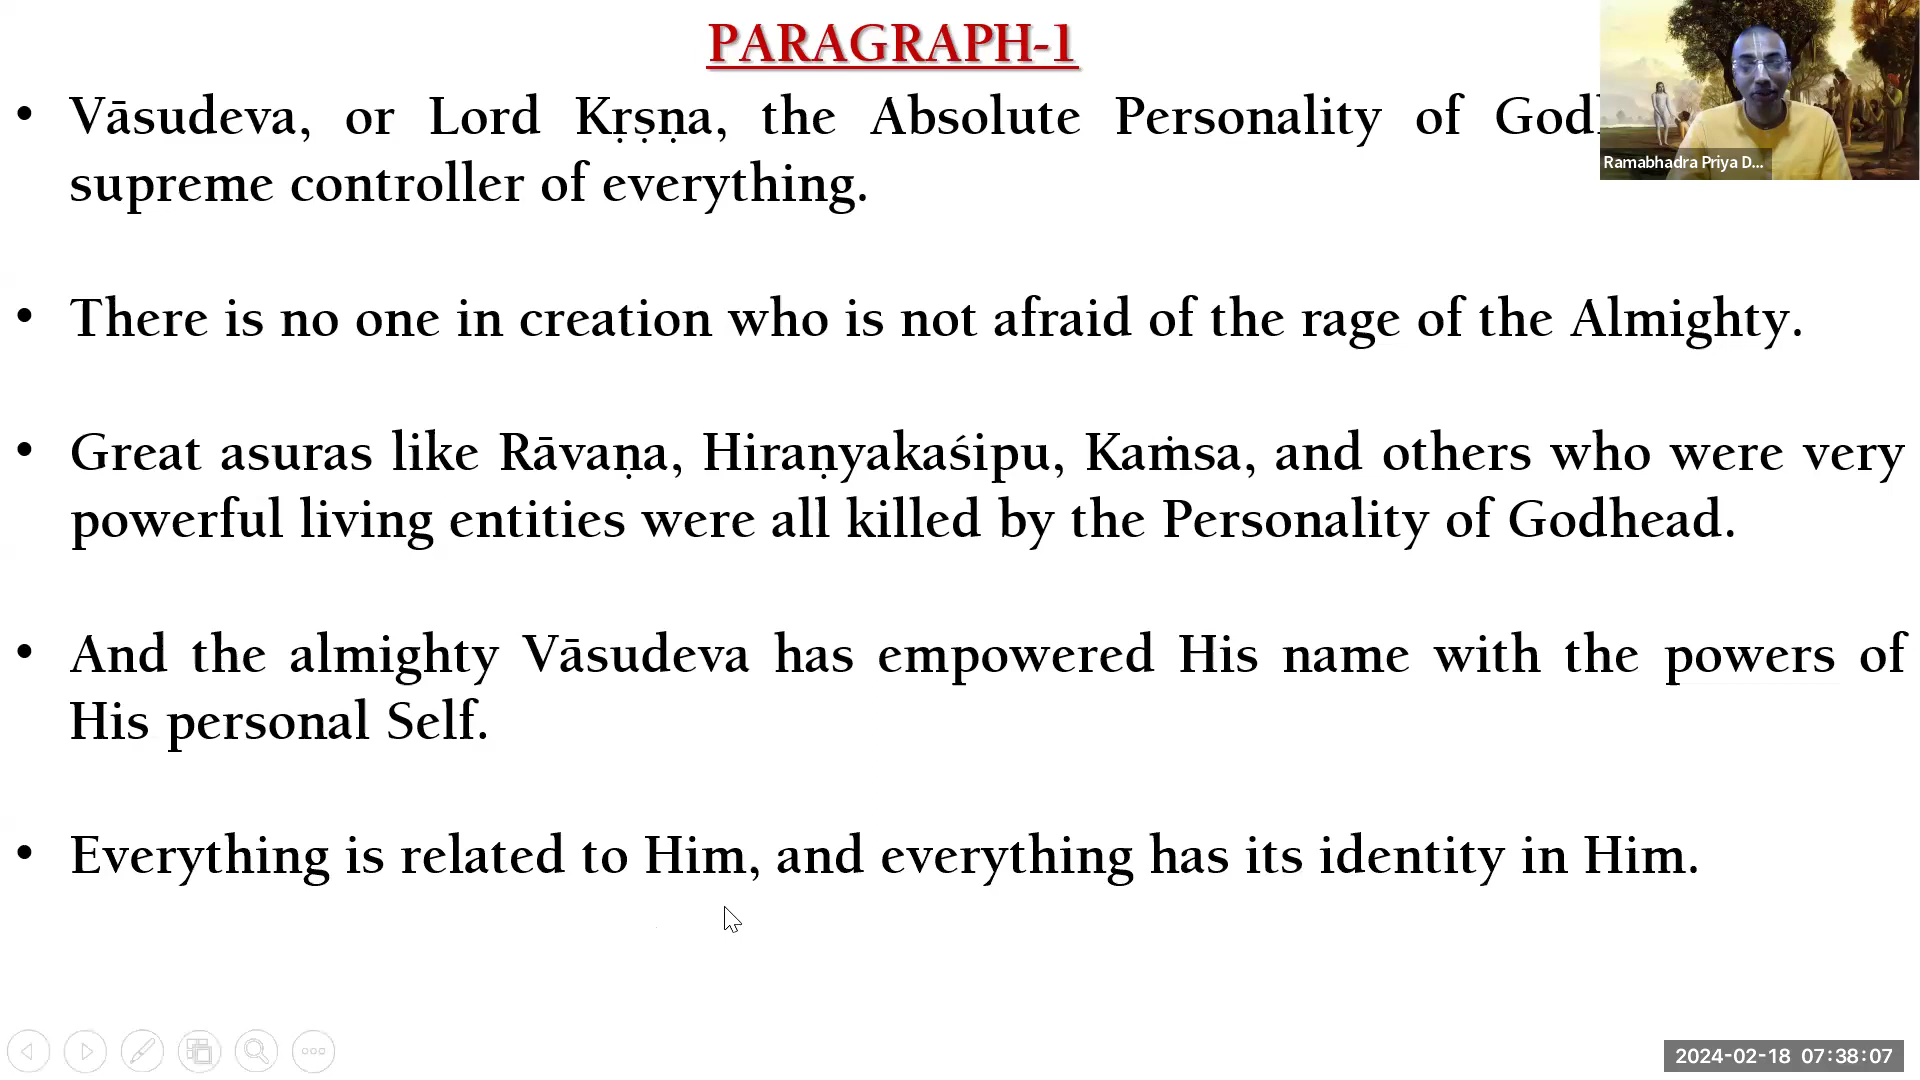 PARAGRAPH-1
• Vāsudeva, or Lord Kṛṣṇa, the Absolute Personality of
supreme controller of everything.
• There is no one in creation who is not afraid of the rage of the Almighty.
• Great asuras like Rāvaṇa, Hiraṇyakaśipu, Kaṁsa, and others who were very
powerful living entities were all killed by the Personality of Godhead.
• And the almighty Vāsudeva has empowered His name with the powers of
His personal Self.
• Everything is related to Him, and everything has its identity in Him.
Ramabhadra Priya D...
2024-02-18 07:38:07